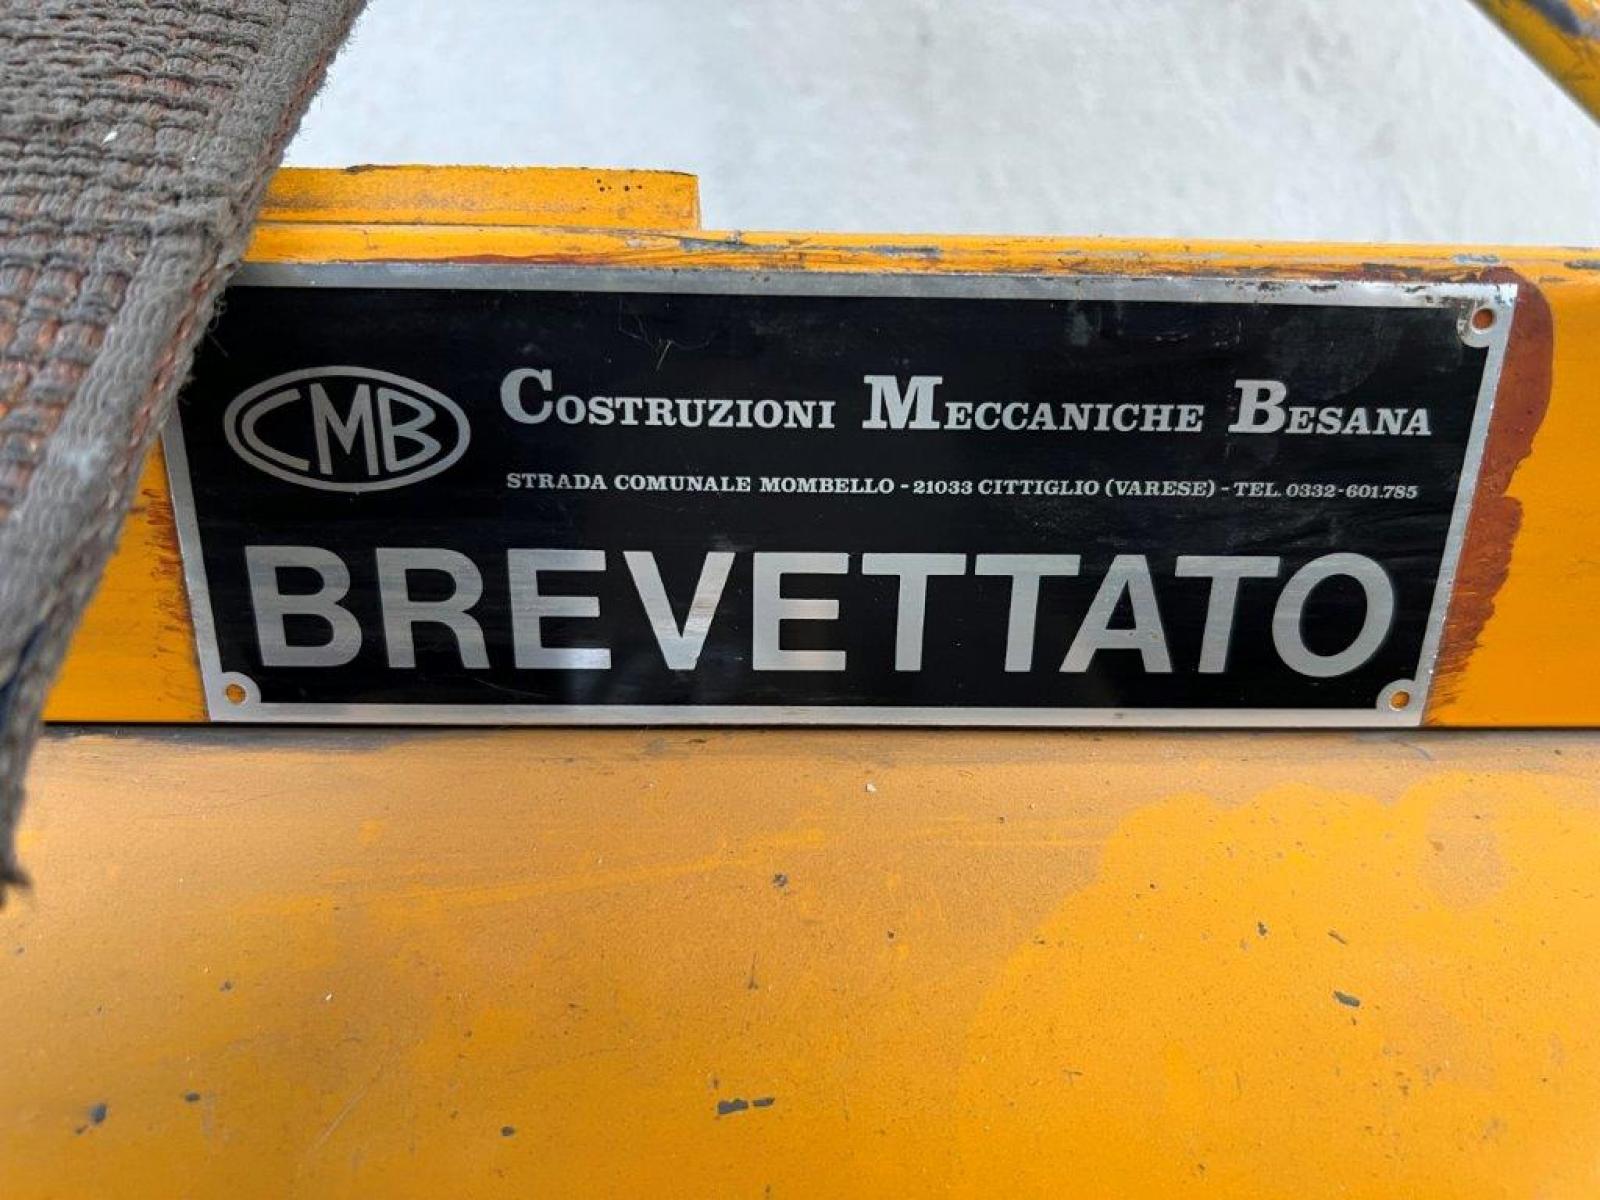 CMB COSTRUZIONI MECCANICHE BESANA
STRADA COMUNALE MOMBELLO - 21033 CITTIGLIO (VARESE) - TEL. 0332-601.785
BREVETTATO